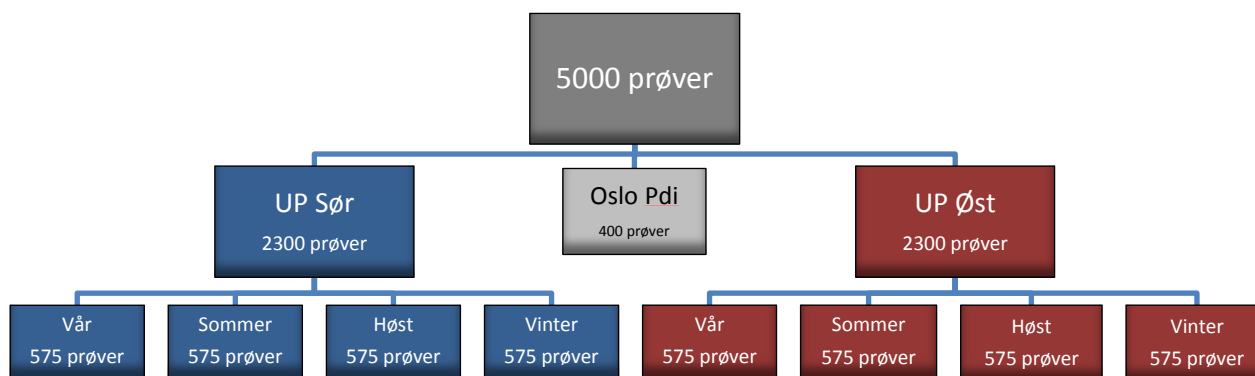 5000 prøver
UP Sør
2300 prøver
Oslo Pdi
400 prøver
UP Øst
2300 prøver
Vår
575 prøver
Sommer
575 prøver
Høst
575 prøver
Vinter
575 prøver
Vår
575 prøver
Sommer
575 prøver
Høst
575 prøver
Vinter
575 prøver